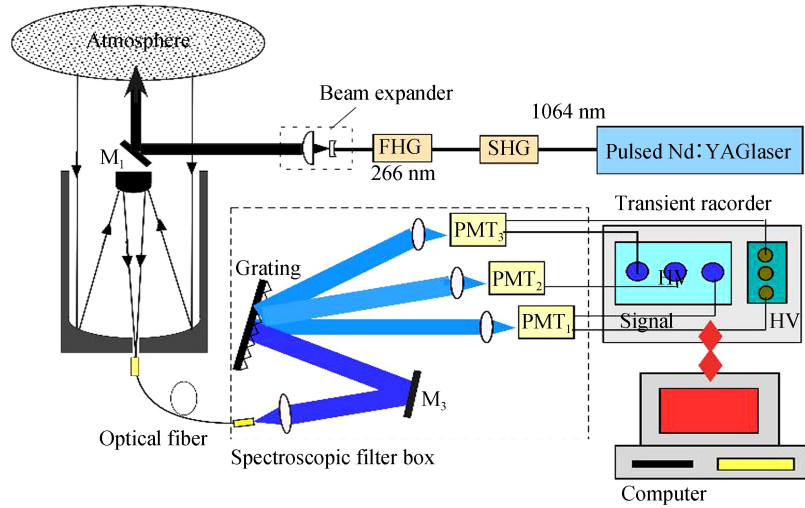 Atmosphere
Beam expander
1064 nm
M1
FHG
SHG
Pulsed Nd:YAGlaser
266 nm
Transient racorder
PMT3
Grating
PMT2
HV
PMT1
Signal
HV
M3
Optical fiber
Spectroscopic filter box
Computer